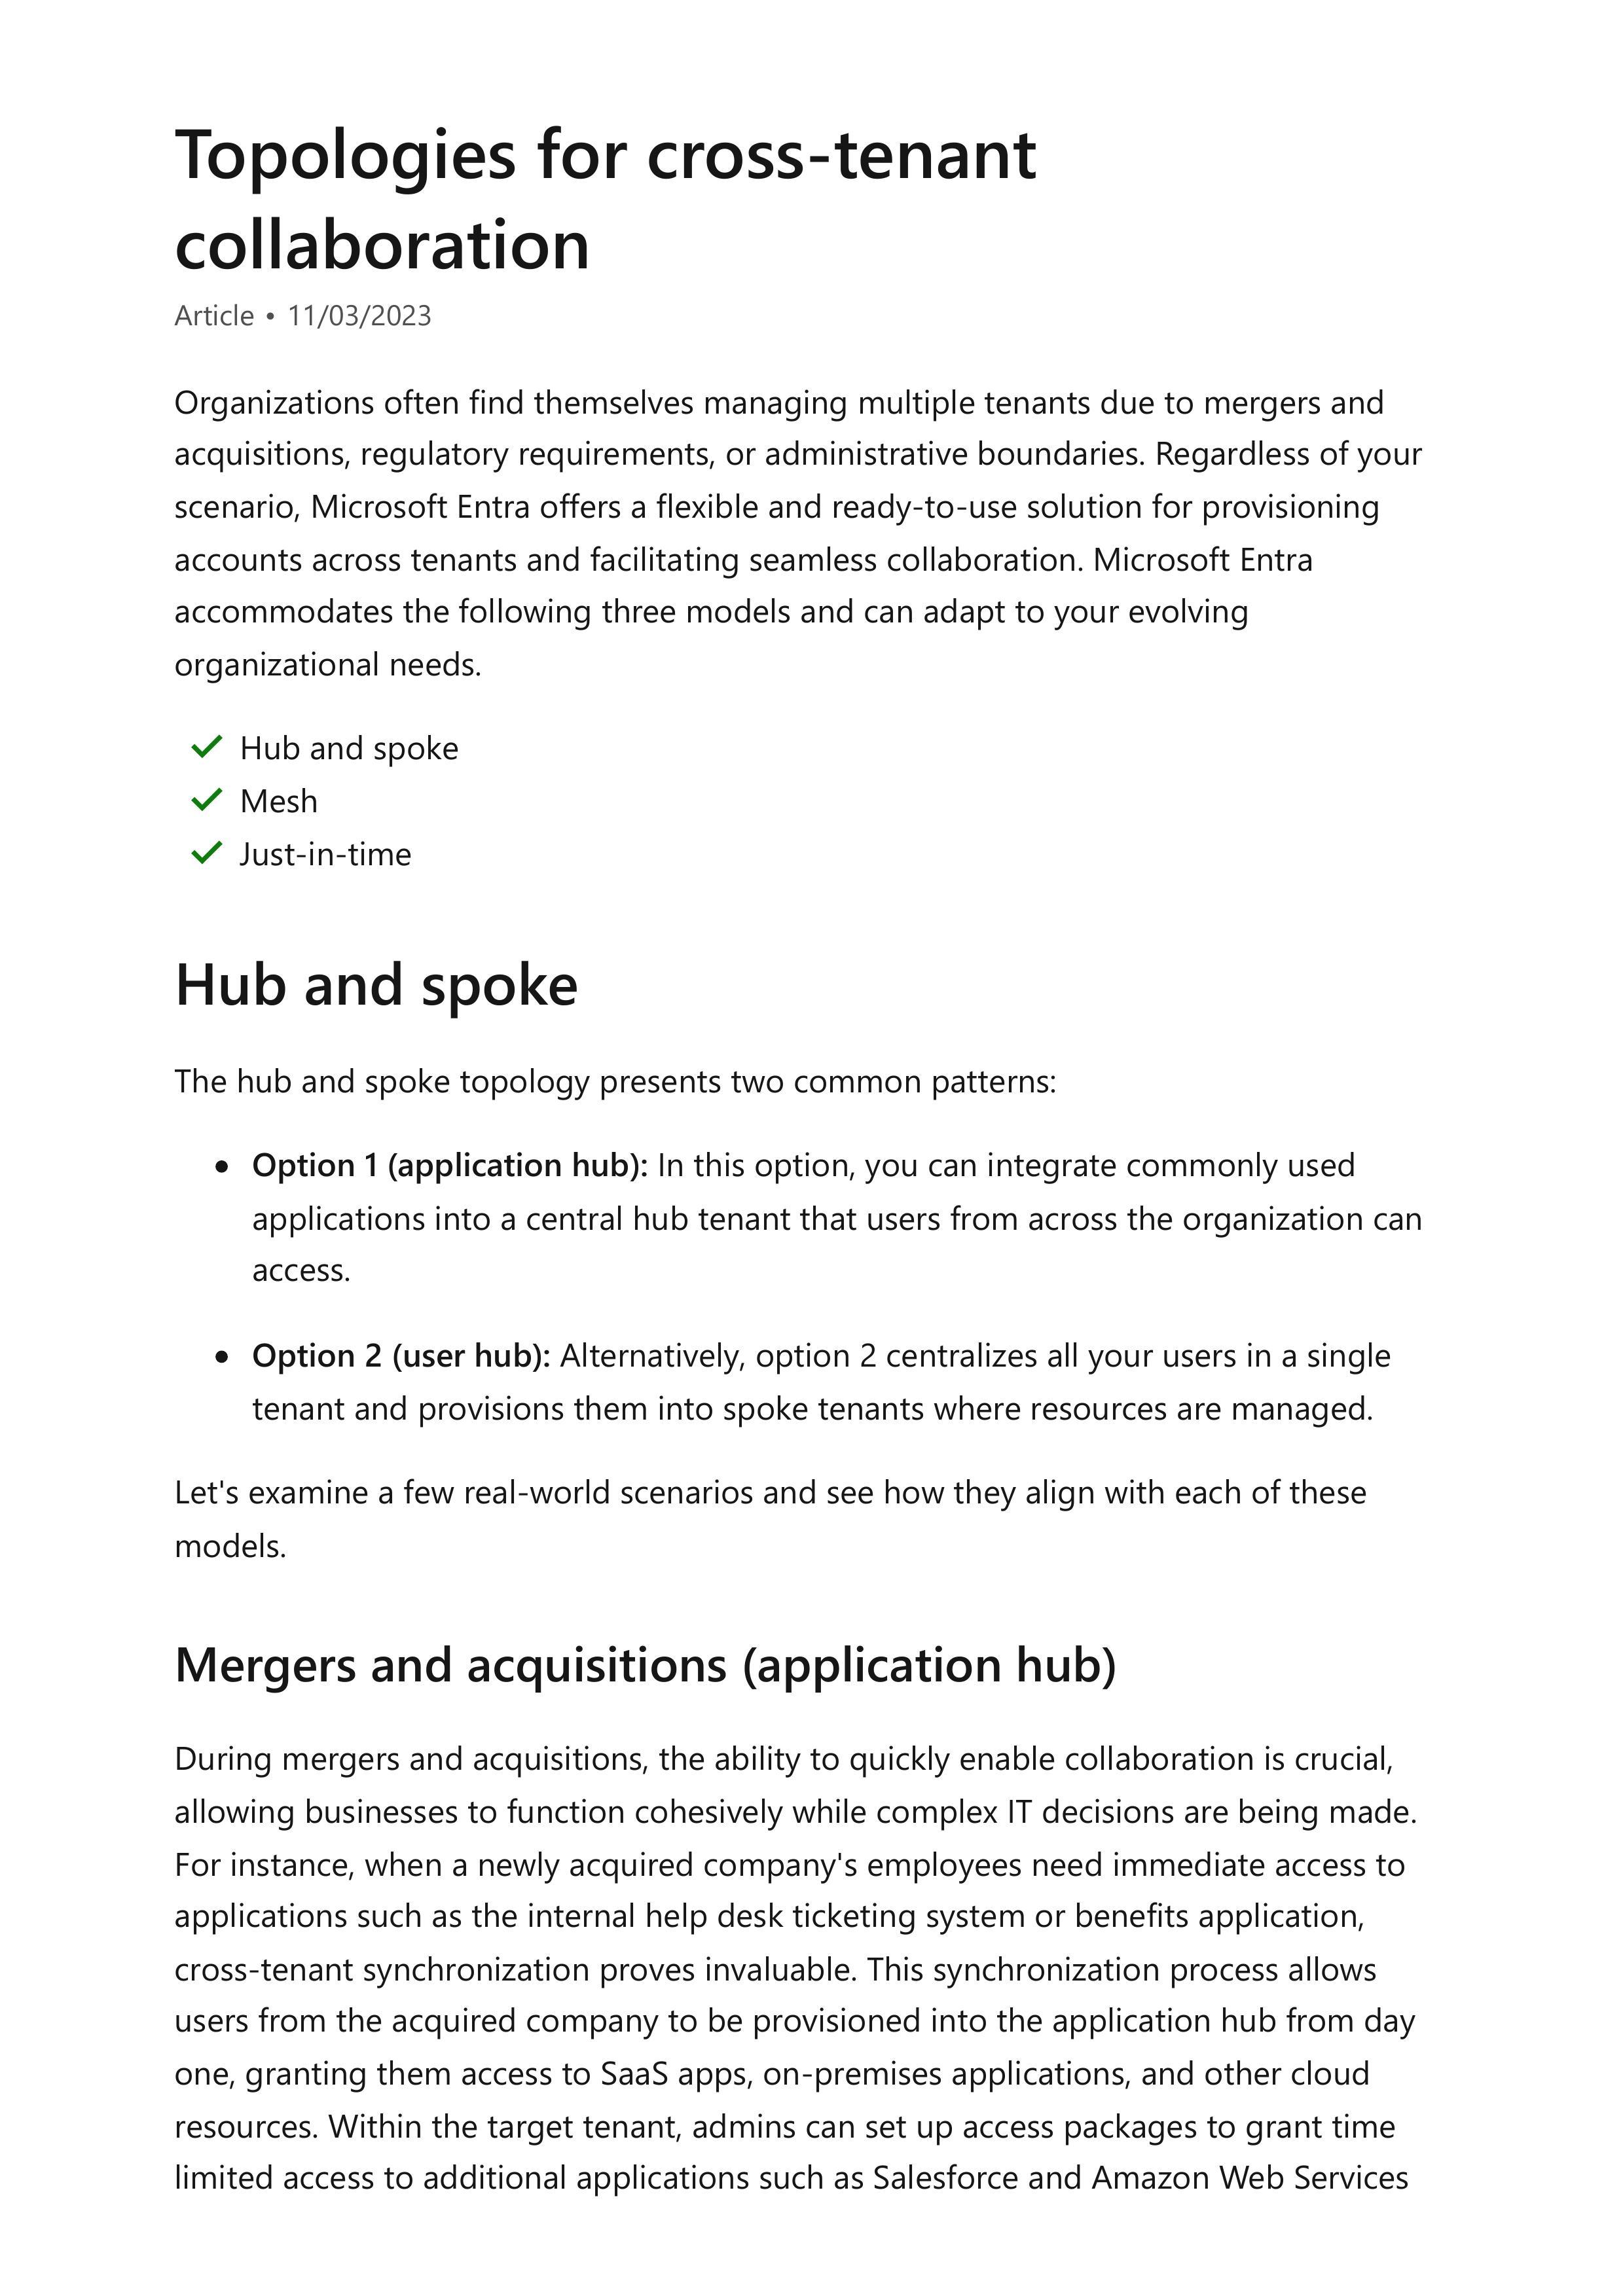 Topologies for cross-tenant
collaboration
Article • 11/03/2023
Organizations often find themselves managing multiple tenants due to mergers and
acquisitions, regulatory requirements, or administrative boundaries. Regardless of your
scenario, Microsoft Entra offers a flexible and ready-to-use solution for provisioning
accounts across tenants and facilitating seamless collaboration. Microsoft Entra
accommodates the following three models and can adapt to your evolving
organizational needs.
Hub and spoke
Mesh
Just-in-time
Hub and spoke
The hub and spoke topology presents two common patterns:
• Option 1 (application hub): In this option, you can integrate commonly used
applications into a central hub tenant that users from across the organization can
access.
• Option 2 (user hub): Alternatively, option 2 centralizes all your users in a single
tenant and provisions them into spoke tenants where resources are managed.
Let's examine a few real-world scenarios and see how they align with each of these
models.
Mergers and acquisitions (application hub)
During mergers and acquisitions, the ability to quickly enable collaboration is crucial,
allowing businesses to function cohesively while complex IT decisions are being made.
For instance, when a newly acquired company's employees need immediate access to
applications such as the internal help desk ticketing system or benefits application,
cross-tenant synchronization proves invaluable. This synchronization process allows
users from the acquired company to be provisioned into the application hub from day
one, granting them access to SaaS apps, on-premises applications, and other cloud
resources. Within the target tenant, admins can set up access packages to grant time
limited access to additional applications such as Salesforce and Amazon Web Services